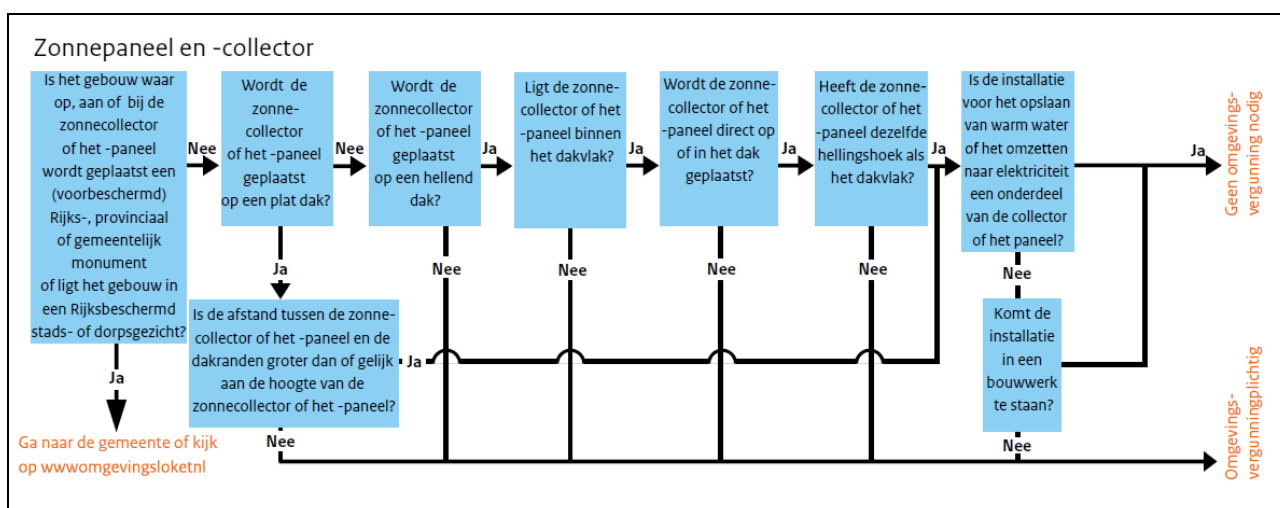 Zonnepaneel en -collector
Is het gebouw waar
op, aan of bij de
zonnecollector
of het -paneel
wordt geplaatst een
(voorbeschermd)
Rijks-, provinciaal
of gemeentelijk
monument
of ligt het gebouw in
een Rijksbeschermd
stads- of dorpsgezicht?
Nee
Ja
Ga naar de gemeente of kijk
op wwwomgevingsloketnl
Wordt de
zonne-
collector
of het -paneel
geplaatst
op een plat dak?
Nee
Ja
Is de afstand tussen de zonne-
collector of het -paneel en de
dakranden groter dan of gelijk
aan de hoogte van de
zonnecollector of het -paneel?
Ja
Nee
Wordt de
zonnecollector
of het -paneel
geplaatst
op een hellend
dak?
Ja
Nee
Ligt de zonne-
collector of het
-paneel binnen
het dakvlak?
Ja
Nee
Wordt de zonne-
collector of het
-paneel direct op
of in het dak
geplaatst?
Ja
Nee
Heeft de zonne-
collector of het
-paneel dezelfde
hellingshoek als
het dakvlak?
Ja
Nee
Is de installatie
voor het opslaan
van warm water
of het omzetten
naar elektriciteit
een onderdeel
van de collector
of het paneel?
Ja
Nee
Komt de
installatie
in een
bouwwerk
te staan?
Nee
Geen omgevings-
vergunning nodig
Omgevings-
vergunningplichtig